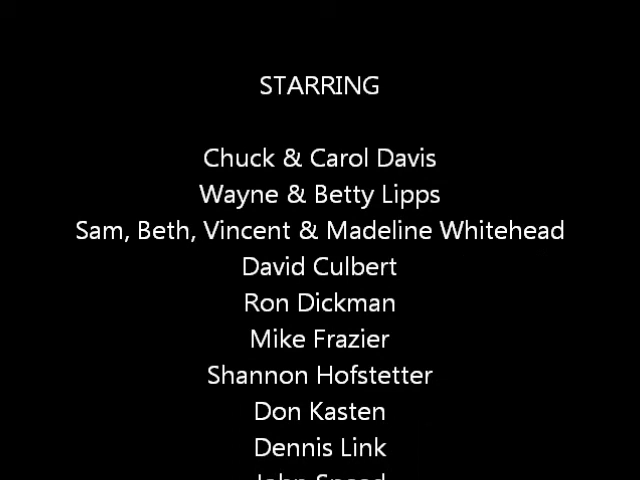 STARRING
Chuck & Carol Davis
Wayne & Betty Lipps
Sam, Beth, Vincent & Madeline Whitehead
David Culbert
Ron Dickman
Mike Frazier
Shannon Hofstetter
Don Kasten
Dennis Link
John